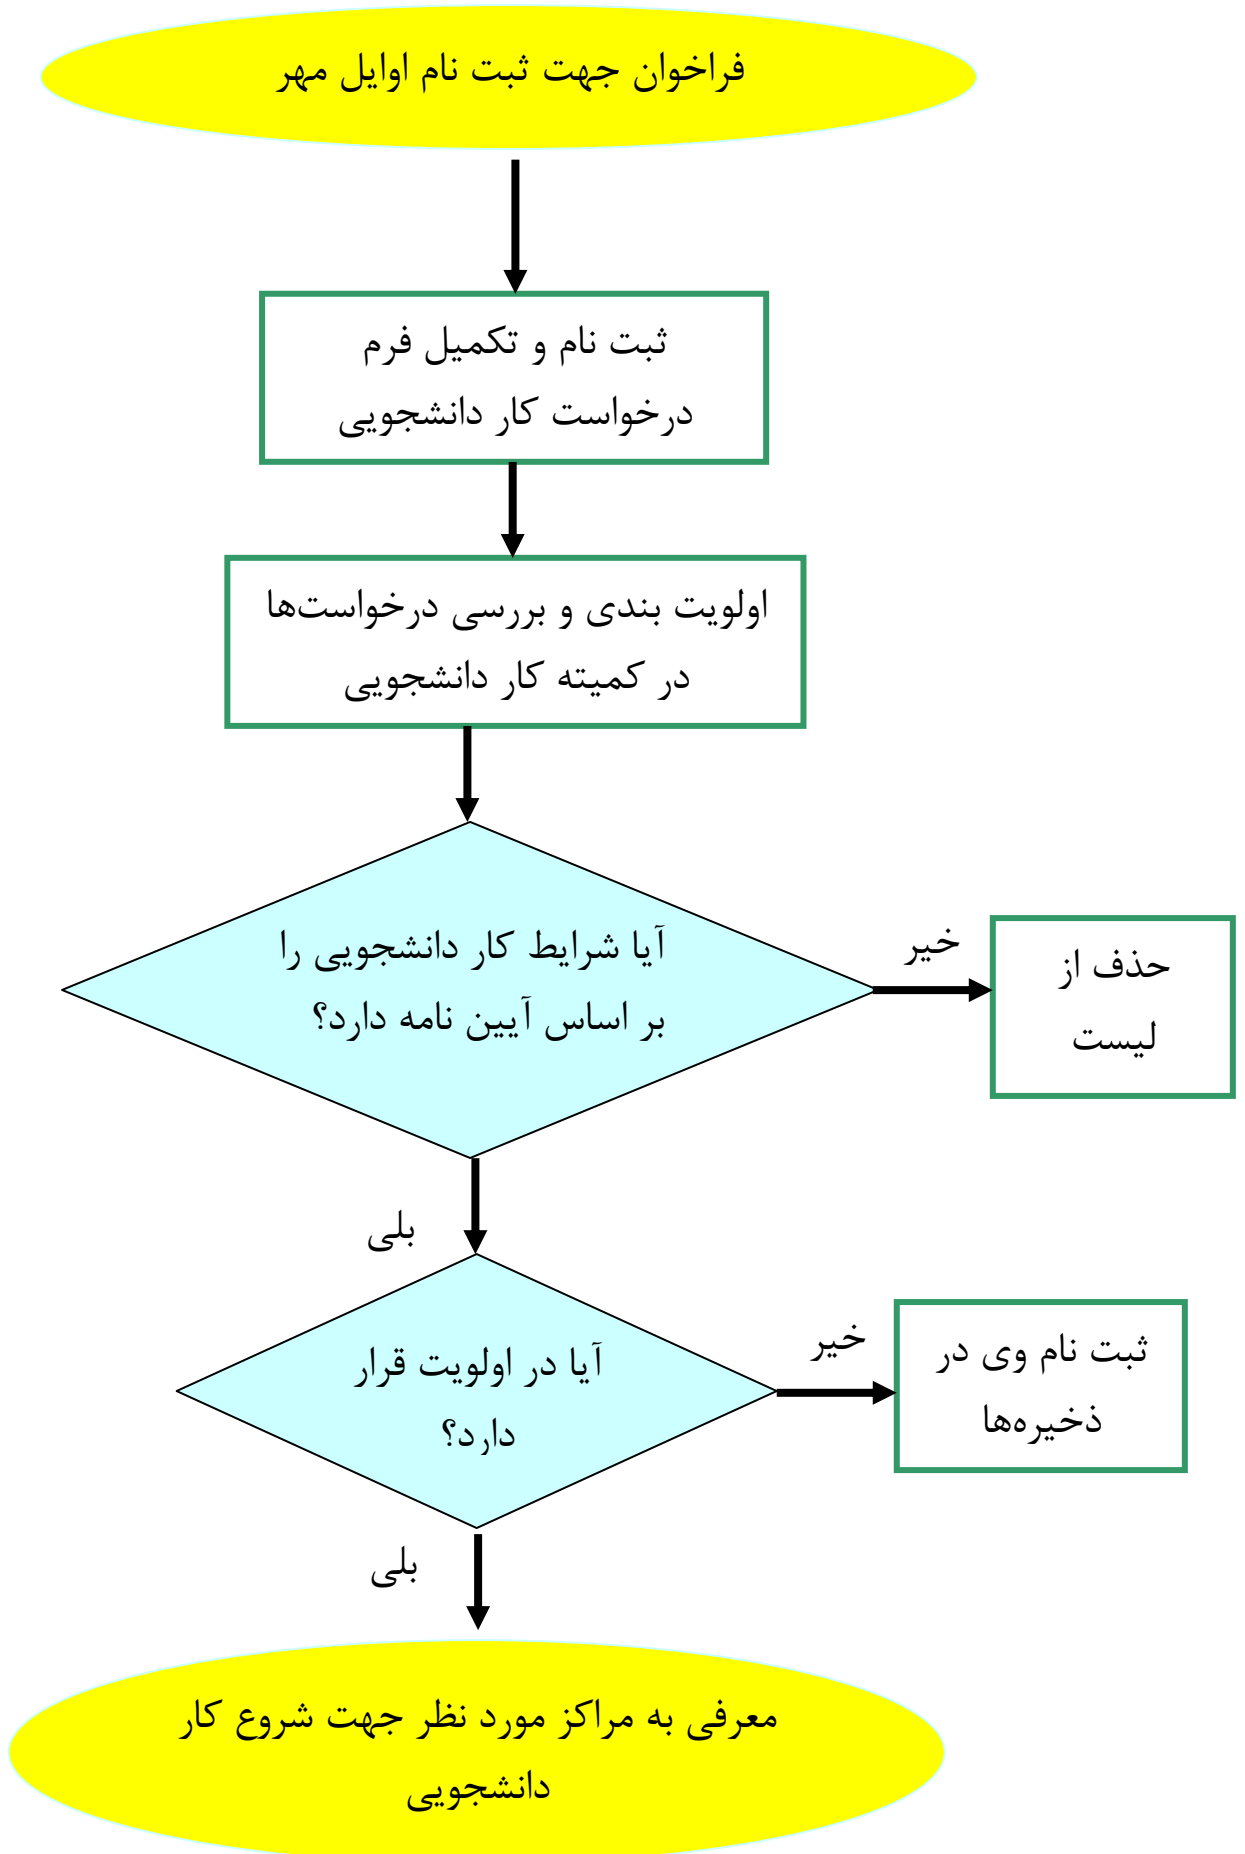 فراخوان جهت ثبت نام اوایل مهر
ثبت نام و تکمیل فرم
درخواست کار دانشجویی
اولویت بندی و بررسی درخواست‌ها
در کمیته کار دانشجویی
آیا شرایط کار دانشجویی را
بر اساس آیین نامه دارد؟
خیر
حذف از
لیست
بلی
آیا در اولویت قرار
دارد؟
خیر
ثبت نام وی در
ذخیره‌ها
بلی
معرفی به مراکز مورد نظر جهت شروع کار
دانشجویی